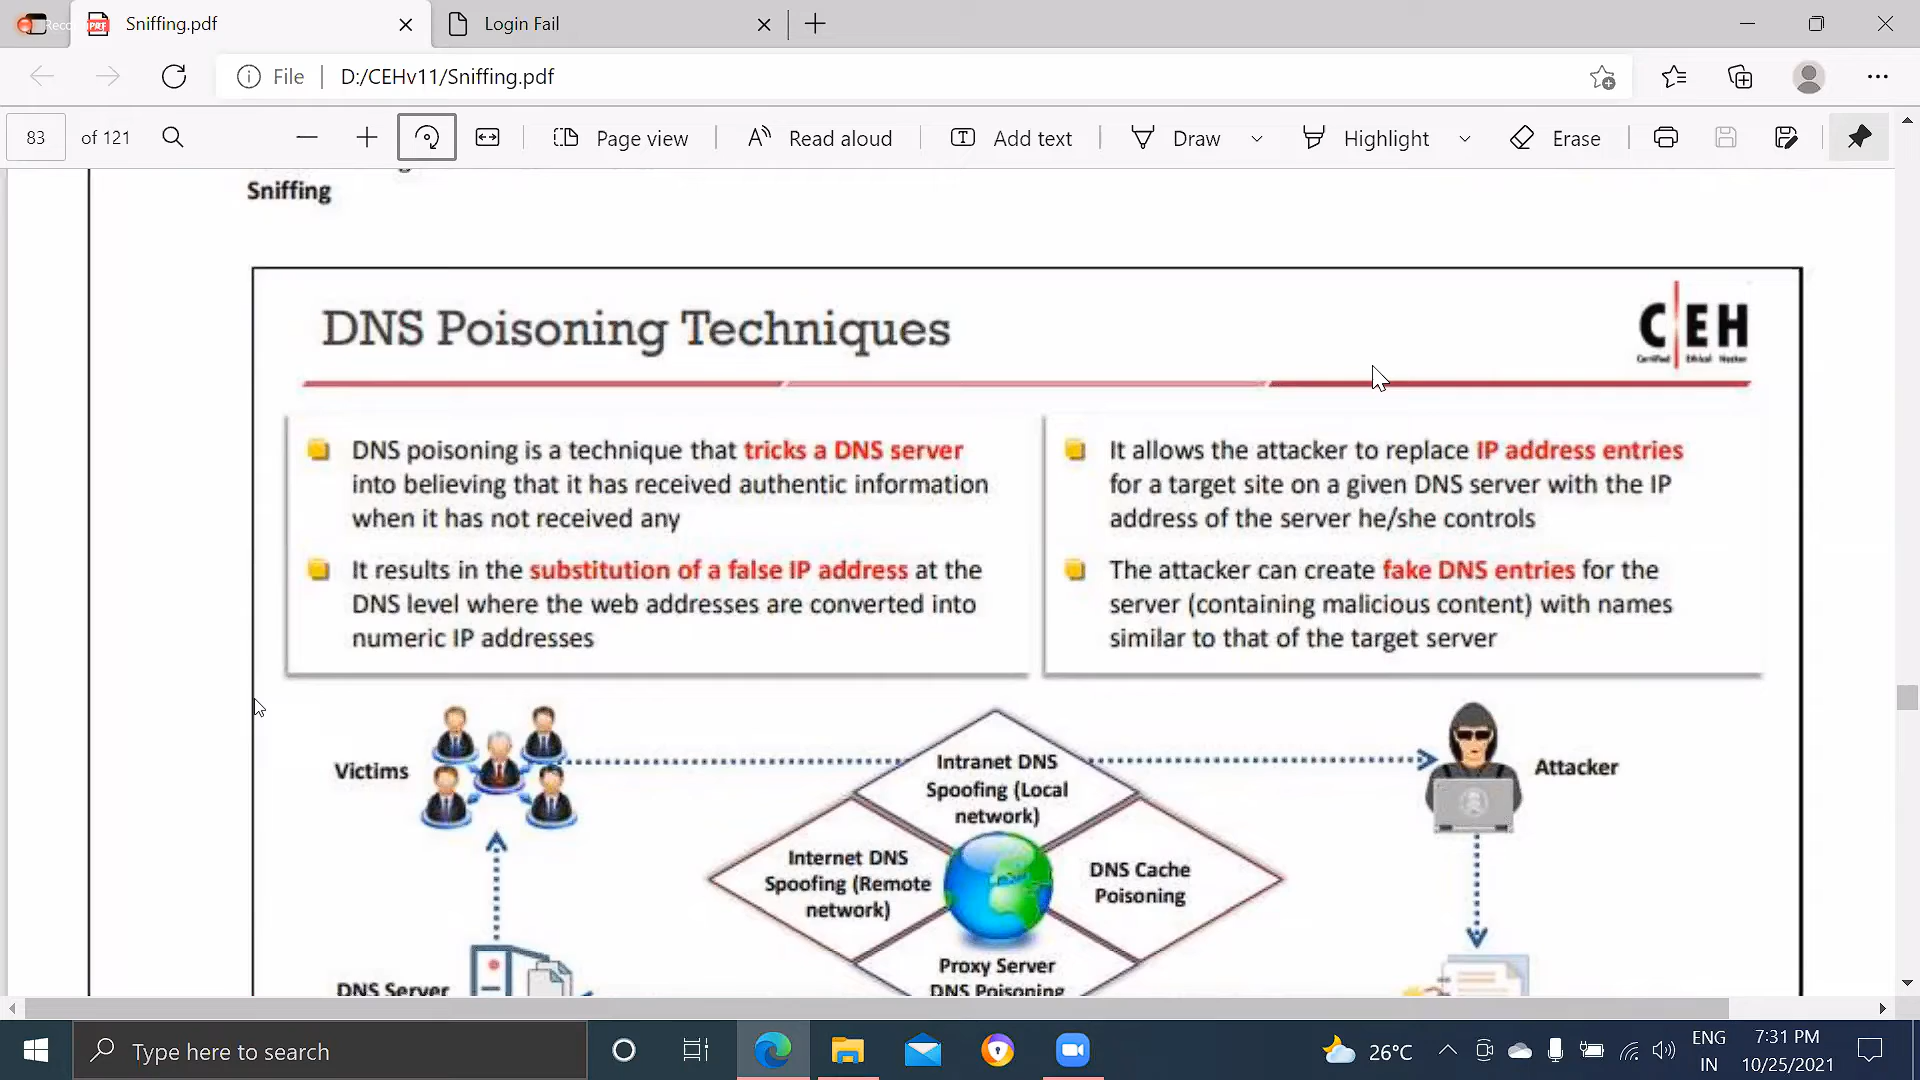 Sniffing.pdf
Login Fail
File
D:/CEHv11/Sniffing.pdf
83 of 121
Page view
Read aloud
Add text
Draw
Highlight
Erase
Sniffing
DNS Poisoning Techniques
C|EH
Certified Ethical Hacker
DNS poisoning is a technique that tricks a DNS server
into believing that it has received authentic information
when it has not received any
It results in the substitution of a false IP address at the
DNS level where the web addresses are converted into
numeric IP addresses
It allows the attacker to replace IP address entries
for a target site on a given DNS server with the IP
address of the server he/she controls
The attacker can create fake DNS entries for the
server (containing malicious content) with names
similar to that of the target server
Victims
Intranet DNS
Spoofing (Local
network)
Attacker
Internet DNS
Spoofing (Remote
network)
DNS Cache
Poisoning
Proxy Server
DNS Poisoning
DNS Server
Type here to search
26°C
ENG
IN
7:31 PM
10/25/2021